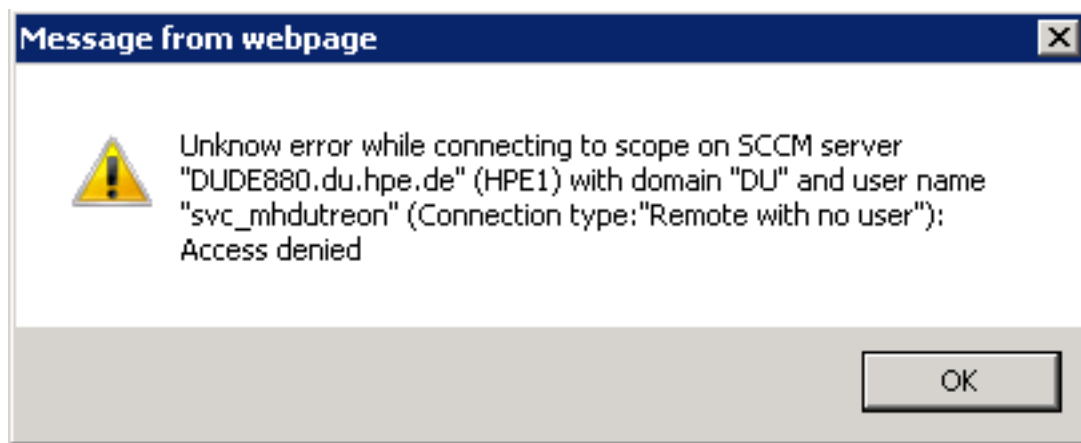 Message from webpage
Unknow error while connecting to scope on SCCM server
"DUDE880.du.hpe.de" (HPE1) with domain "DU" and user name
"svc_mhdutreon" (Connection type:"Remote with no user"):
Access denied
OK